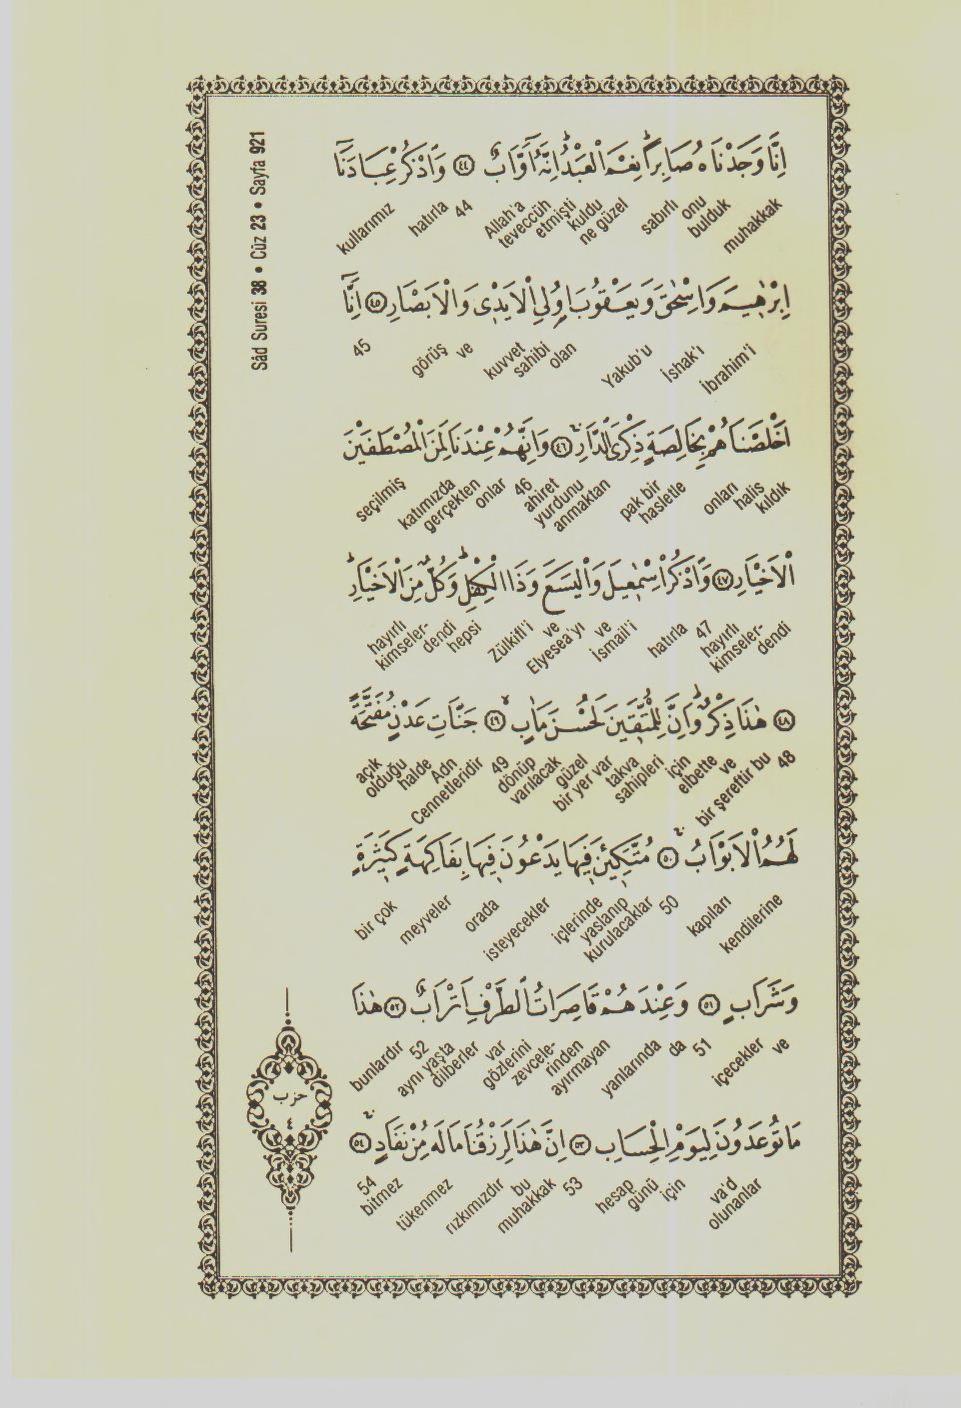 Sâd Suresi 38 • Cüz 23 • Sayfa 921
اِنَّا وَجَدْنَاهُ صَابِراًۜ نِعْمَ الْعَبْدُۜ اِنَّهُٓ اَوَّابٌ ﴿٤٤﴾ وَاذْكُرْ عِبَادَنَٓا
muhakkak bulduk onu sabırlı ne güzel kuldu etmişti teveccüh Allah'a 44 hatırla kullarımız
اِبْرٰه۪يمَ وَاِسْحٰقَ وَيَعْقُوبَ اُو۬لِي الْاَيْد۪ي وَالْاَبْصَارِ ﴿٤٥﴾ اِنَّٓا
İbrahim'i İshak'ı Yakub'u olan sahibi kuvvet ve görüş 45
اَخْلَصْنَاهُمْ بِخَالِصَةٍ ذِكْرَى الدَّارِۚ ﴿٤٦﴾ وَاِنَّهُمْ عِنْدَنَا لَمِنَ الْمُصْطَفَيْنَ
kıldık halis onları pak bir hasletle anmaktan yurdunu ahiret 46 onlar gerçekten katımızda seçilmiş
الْاَخْيَارِ ﴿٤٧﴾ وَاذْكُرْ اِسْمٰع۪يلَ وَالْيَسَعَ وَذَا الْكِفْلِۜ وَكُلٌّ مِنَ الْاَخْيَارِۜ
hayırlı kimseler-dendi 47 hatırla İsmail'i ve Elyesea'yı ve Zülkifl'i hepsi hayırlı kimseler-dendi
﴿٤٨﴾ هٰذَا ذِكْرٌۜ وَاِنَّ لِلْمُتَّق۪ينَ لَحُسْنَ مَاٰبٍۙ ﴿٤٩﴾ جَنَّاتِ عَدْنٍ مُفَتَّحَةً
48 bir şereftir bu ve elbette için takva sahipleri güzel bir yer var dönüp varılacak 49 Adn Cennetleridir açık olduğu halde
لَهُمُ الْاَبْوَابُۚ ﴿٥٠﴾ مُتَّكِـ۪ٔينَ ف۪يهَا يَدْعُونَ ف۪يهَا بِفَاكِهَةٍ كَث۪يرَةٍ
kendilerine kapıları 50 içlerinde yaslanıp kurulacaklar isteyecekler orada meyveler bir çok
وَشَرَابٍ ﴿٥١﴾ وَعِنْدَهُمْ قَاصِرَاتُ الطَّرْفِ اَتْرَابٌ ﴿٥٢﴾ هٰذَا
ve içecekler 51 da yanlarında var gözlerini zevcele-rinden ayırmayan aynı yaşta dilberler 52 bunlardır
مَا تُوعَدُونَ لِيَوْمِ الْحِسَابِ ﴿٥٣﴾ اِنَّ هٰذَا لَرِزْقُنَا مَا لَهُ مِنْ نَفَادٍۚ ﴿٥٤﴾
va'd olunanlar için günü hesap 53 muhakkak bu rızkımızdır tükenmez bitmez 54
حزب
٤